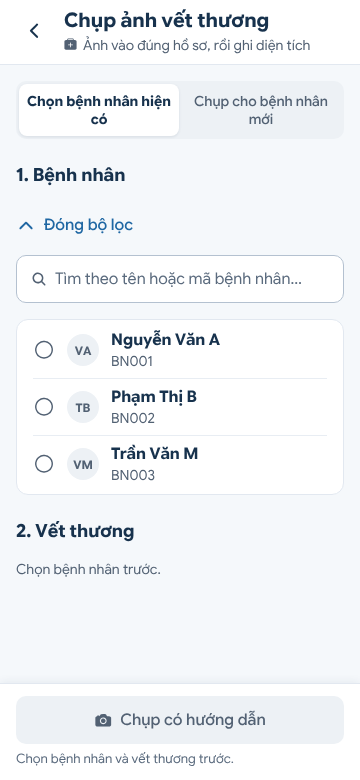 Chụp ảnh vết thương
Ảnh vào đúng hồ sơ, rồi ghi diện tích
Chọn bệnh nhân hiện
có
Chụp cho bệnh nhân
mới
1. Bệnh nhân
Đóng bộ lọc
Tìm theo tên hoặc mã bệnh nhân...
VA
Nguyễn Văn A
BN001
TB
Phạm Thị B
BN002
VM
Trần Văn M
BN003
2. Vết thương
Chọn bệnh nhân trước.
Chụp có hướng dẫn
Chọn bệnh nhân và vết thương trước.